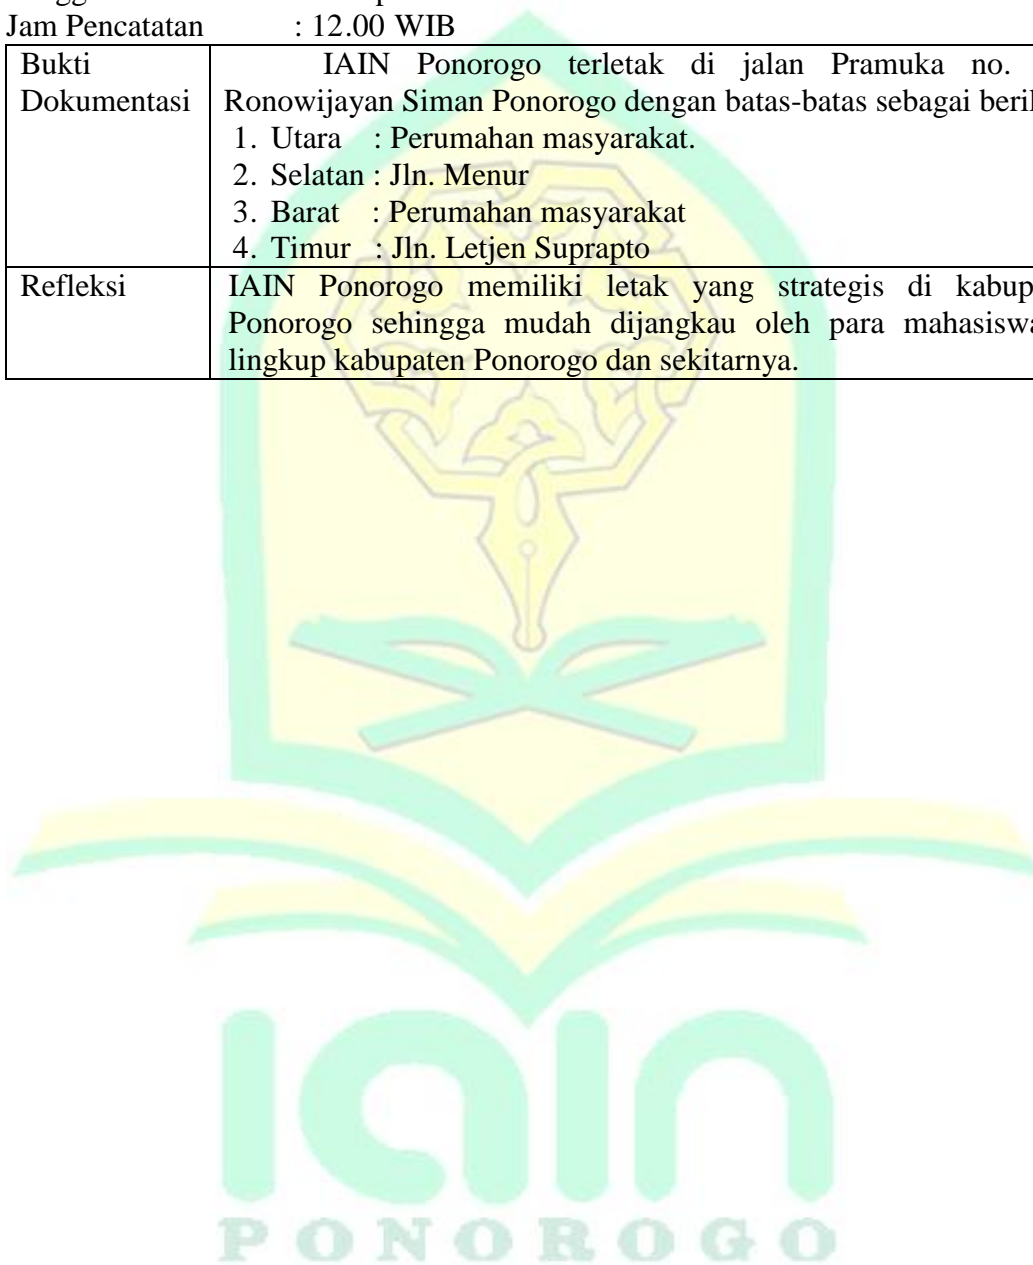 Jam Pencatatan : 12.00 WIB
Bukti Dokumentasi
IAIN Ponorogo terletak di jalan Pramuka no.
Ronowijayan Siman Ponorogo dengan batas-batas sebagai
1. Utara : Perumahan masyarakat.
2. Selatan : Jln. Menur
3. Barat : Perumahan masyarakat
4. Timur : Jln. Letjen Suprapto
Refleksi
IAIN Ponorogo memiliki letak yang strategis di
Ponorogo sehingga mudah dijangkau oleh para
lingkup kabupaten Ponorogo dan sekitarnya.
iain
PONOROGO